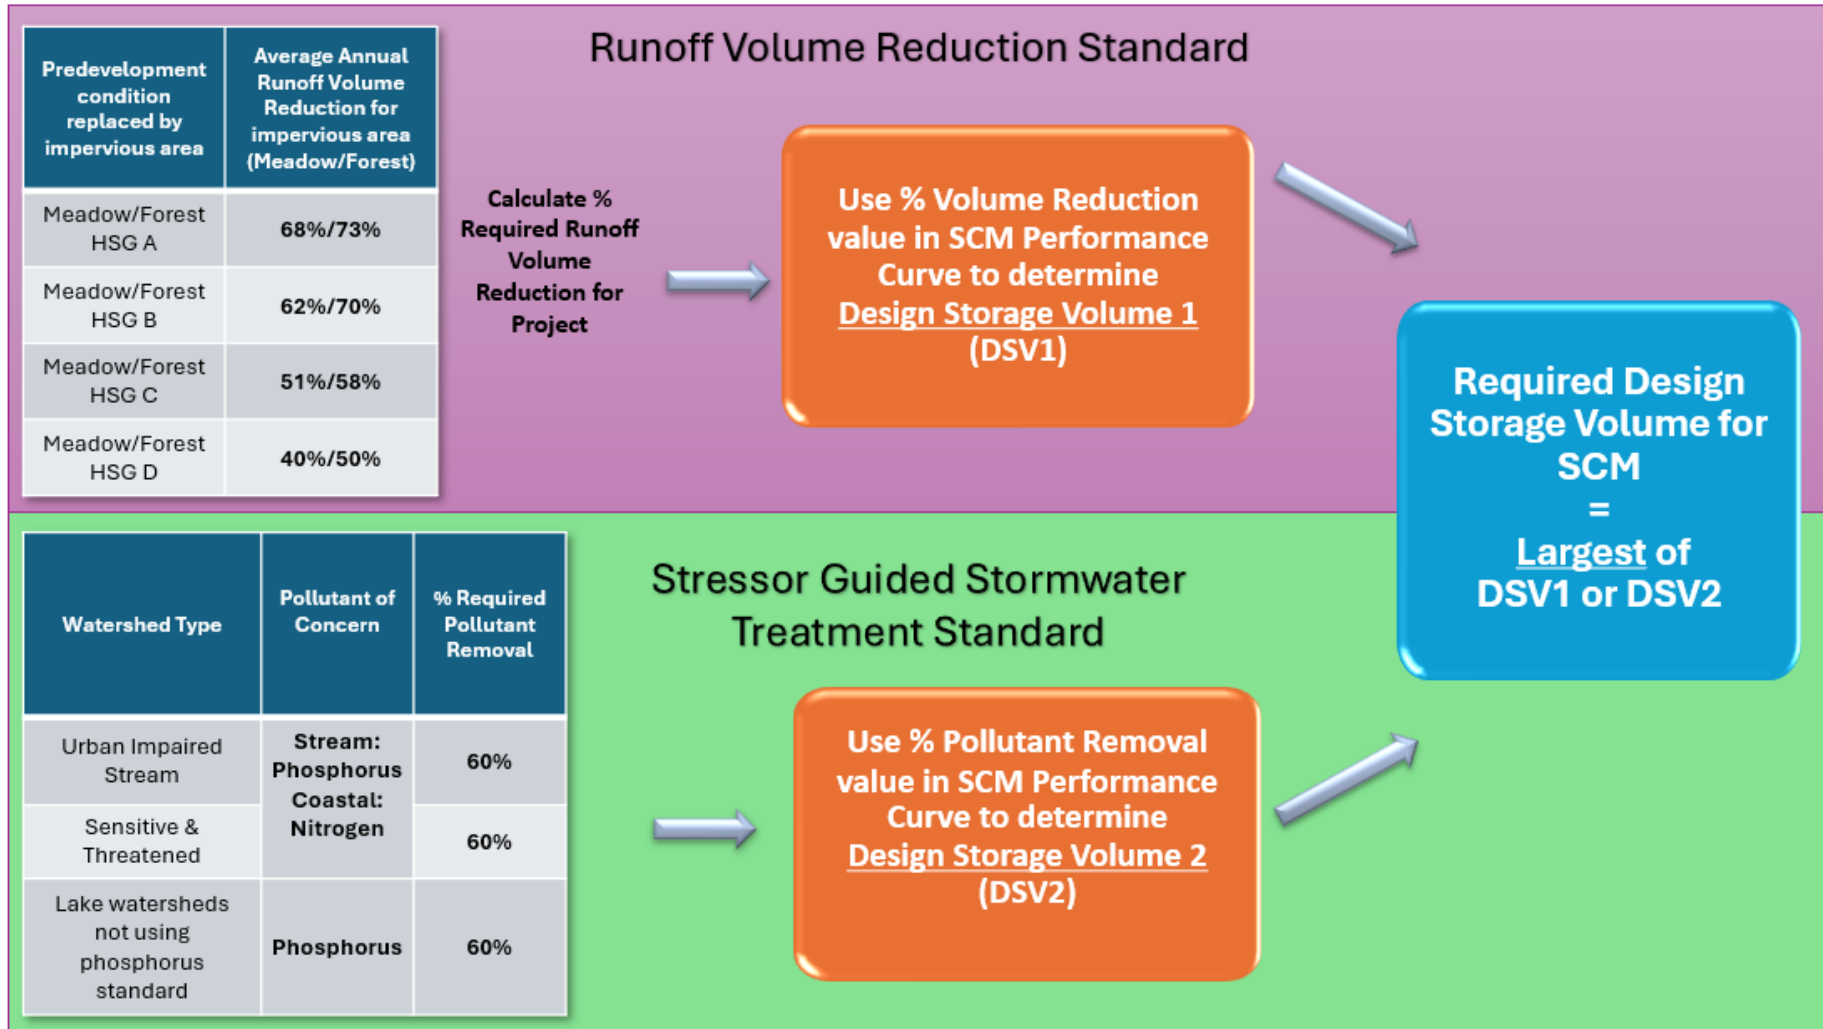 Runoff Volume Reduction Standard
Predevelopment
condition
replaced by
impervious area
Average Annual
Runoff Volume
Reduction for
impervious area
(Meadow/Forest)
Meadow/Forest
HSG A
68%/73%
Meadow/Forest
HSG B
62%/70%
Meadow/Forest
HSG C
51%/58%
Meadow/Forest
HSG D
40%/50%
Calculate %
Required Runoff
Volume
Reduction for
Project
Use % Volume Reduction
value in SCM Performance
Curve to determine
Design Storage Volume 1
(DSV1)
Required Design
Storage Volume for
SCM
=
Largest of
DSV1 or DSV2
Stressor Guided Stormwater
Treatment Standard
Watershed Type
Pollutant of
Concern
% Required
Pollutant
Removal
Urban Impaired
Stream
Stream:
Phosphorus
Coastal:
Nitrogen
60%
Sensitive &
Threatened
60%
Lake watersheds
not using
phosphorus
standard
Phosphorus
60%
Use % Pollutant Removal
value in SCM Performance
Curve to determine
Design Storage Volume 2
(DSV2)